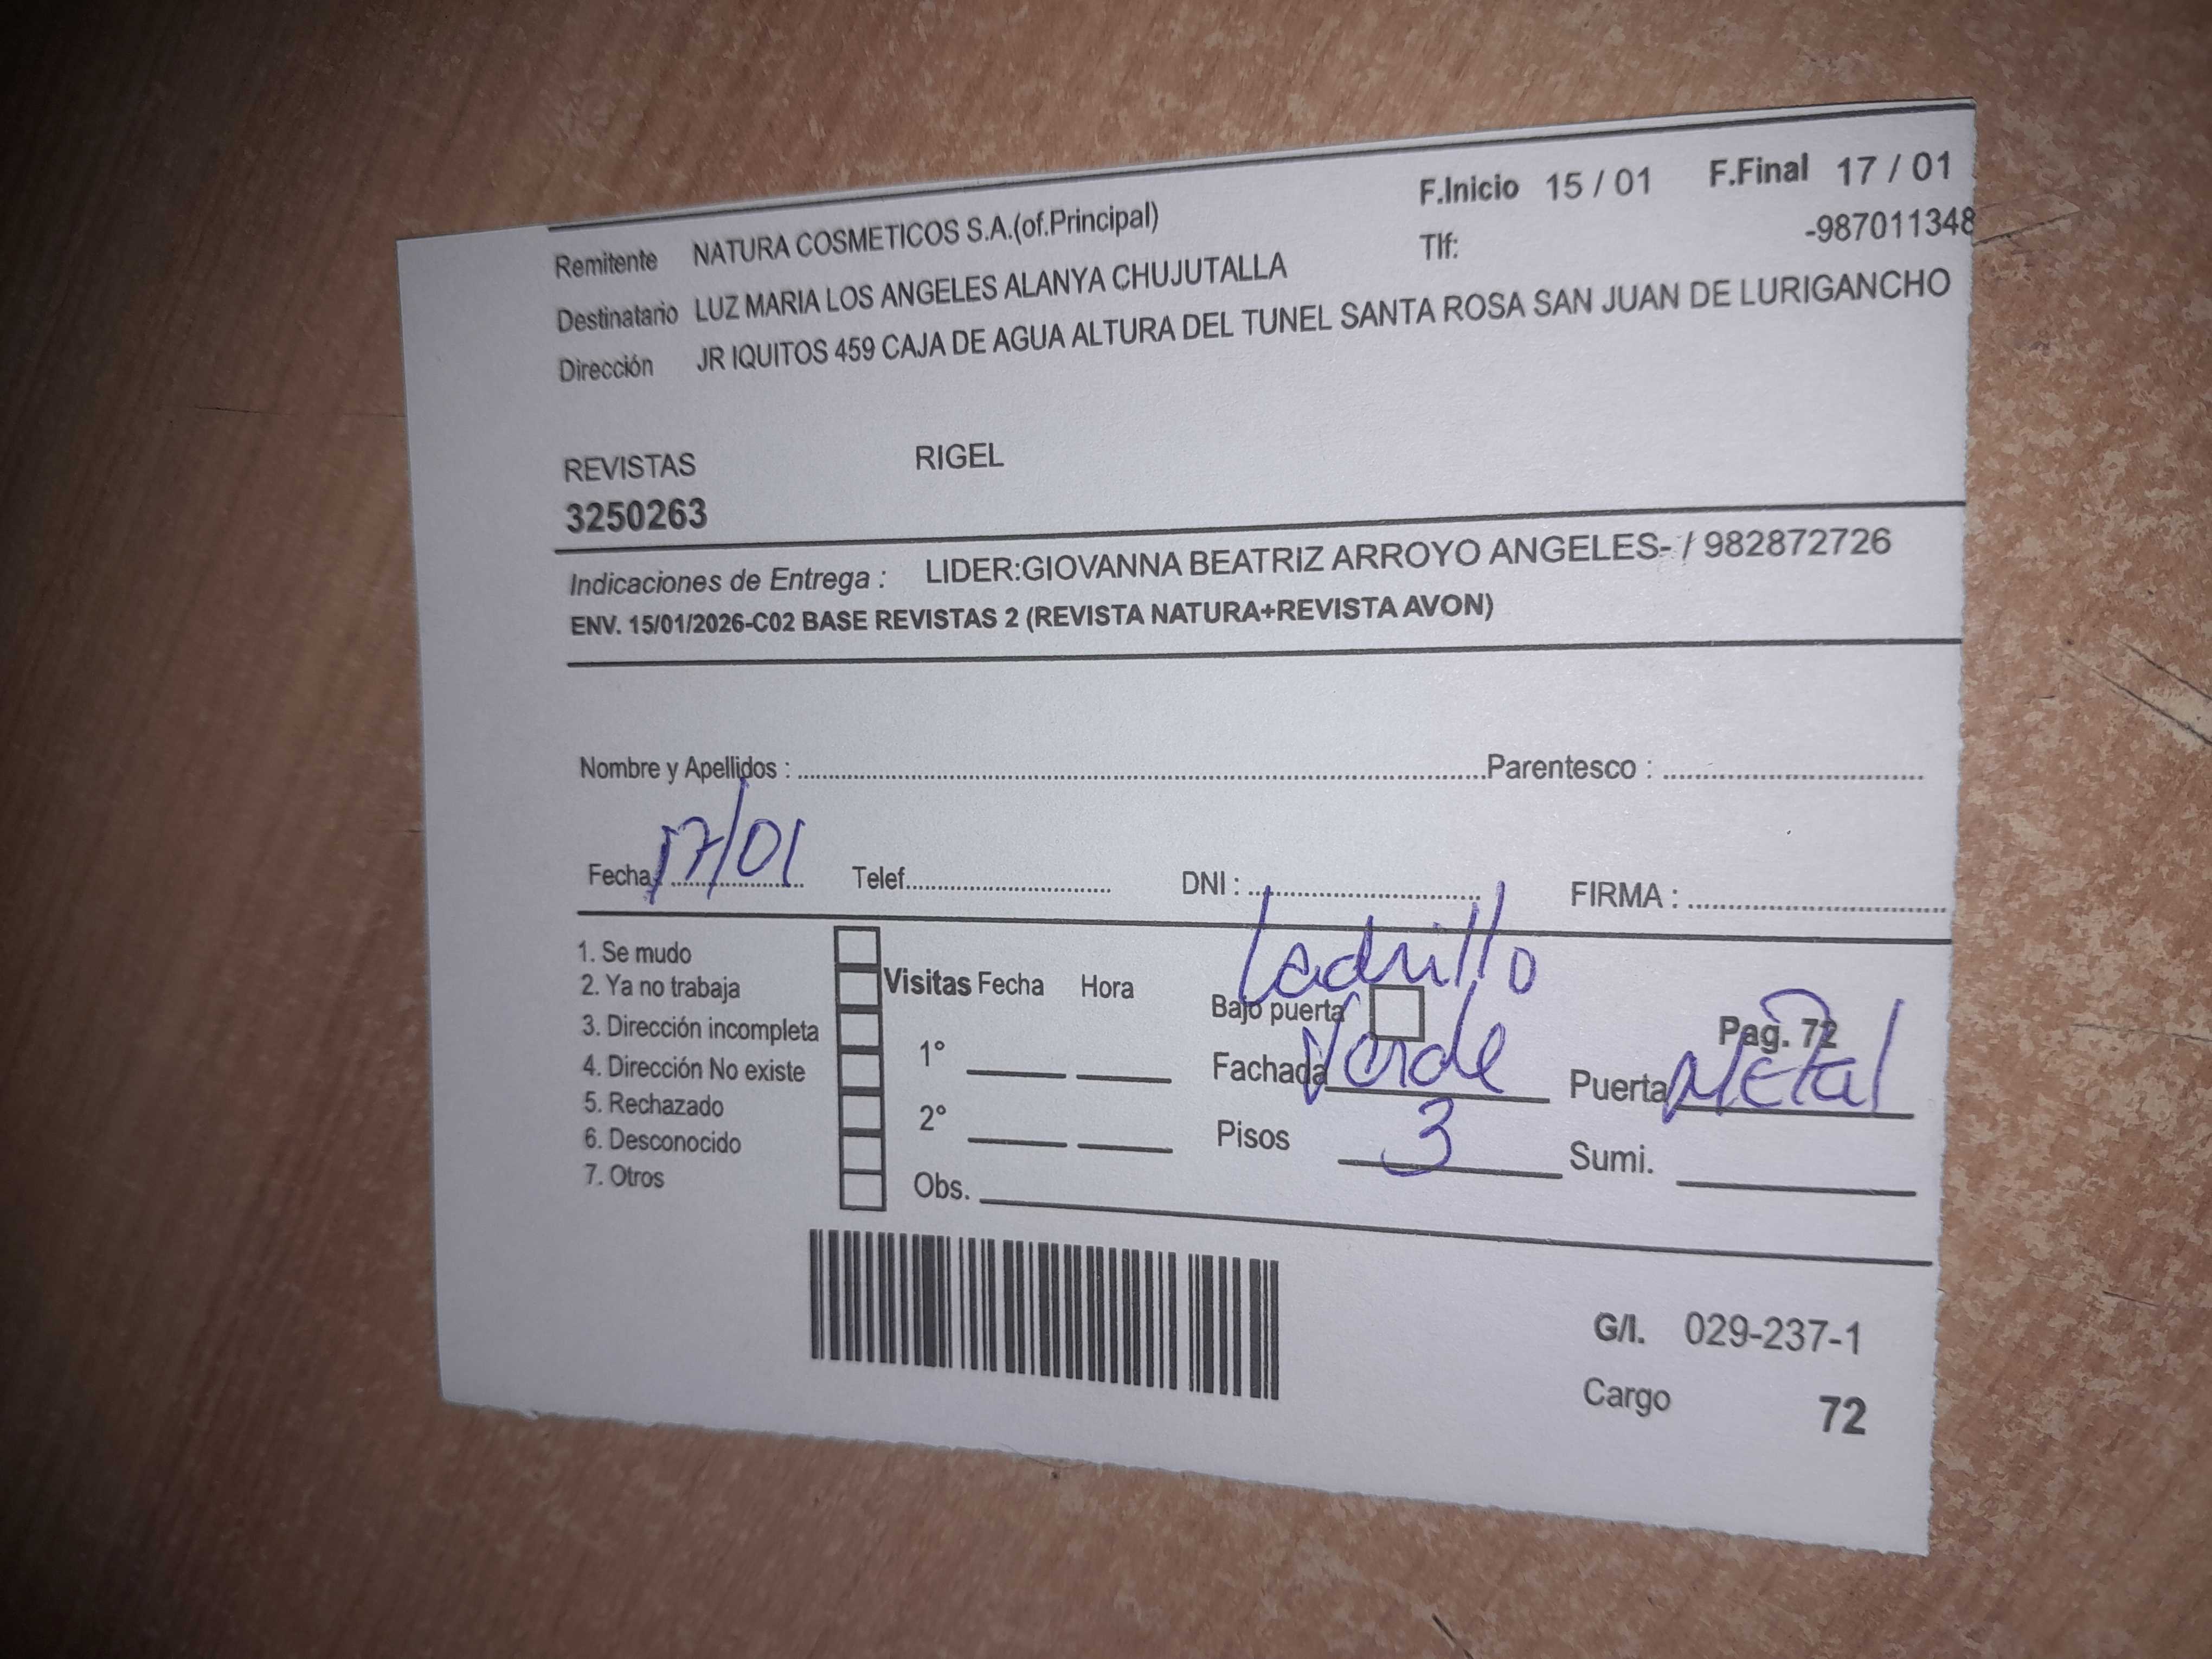 F.Inicio 15 / 01 F.Final 17 / 01
Remitente NATURA COSMETICOS S.A.(of.Principal) Tlf: -987011348
Destinatario LUZ MARIA LOS ANGELES ALANYA CHUJUTALLA
Dirección JR IQUITOS 459 CAJA DE AGUA ALTURA DEL TUNEL SANTA ROSA SAN JUAN DE LURIGANCHO
REVISTAS RIGEL
3250263
Indicaciones de Entrega : LIDER:GIOVANNA BEATRIZ ARROYO ANGELES- / 982872726
ENV. 15/01/2026-C02 BASE REVISTAS 2 (REVISTA NATURA+REVISTA AVON)
Nombre y Apellidos : Parentesco :
Fecha 17/01 Telef. DNI : FIRMA :
1. Se mudo
2. Ya no trabaja
3. Dirección incompleta
4. Dirección No existe
5. Rechazado
6. Desconocido
7. Otros
Visitas Fecha Hora
1°
2°
Obs.
ladrillo
Bajo puerta Pag. 72
Fachada Verde Puerta Metal
Pisos 3 Sumi.
G/I. 029-237-1
Cargo 72